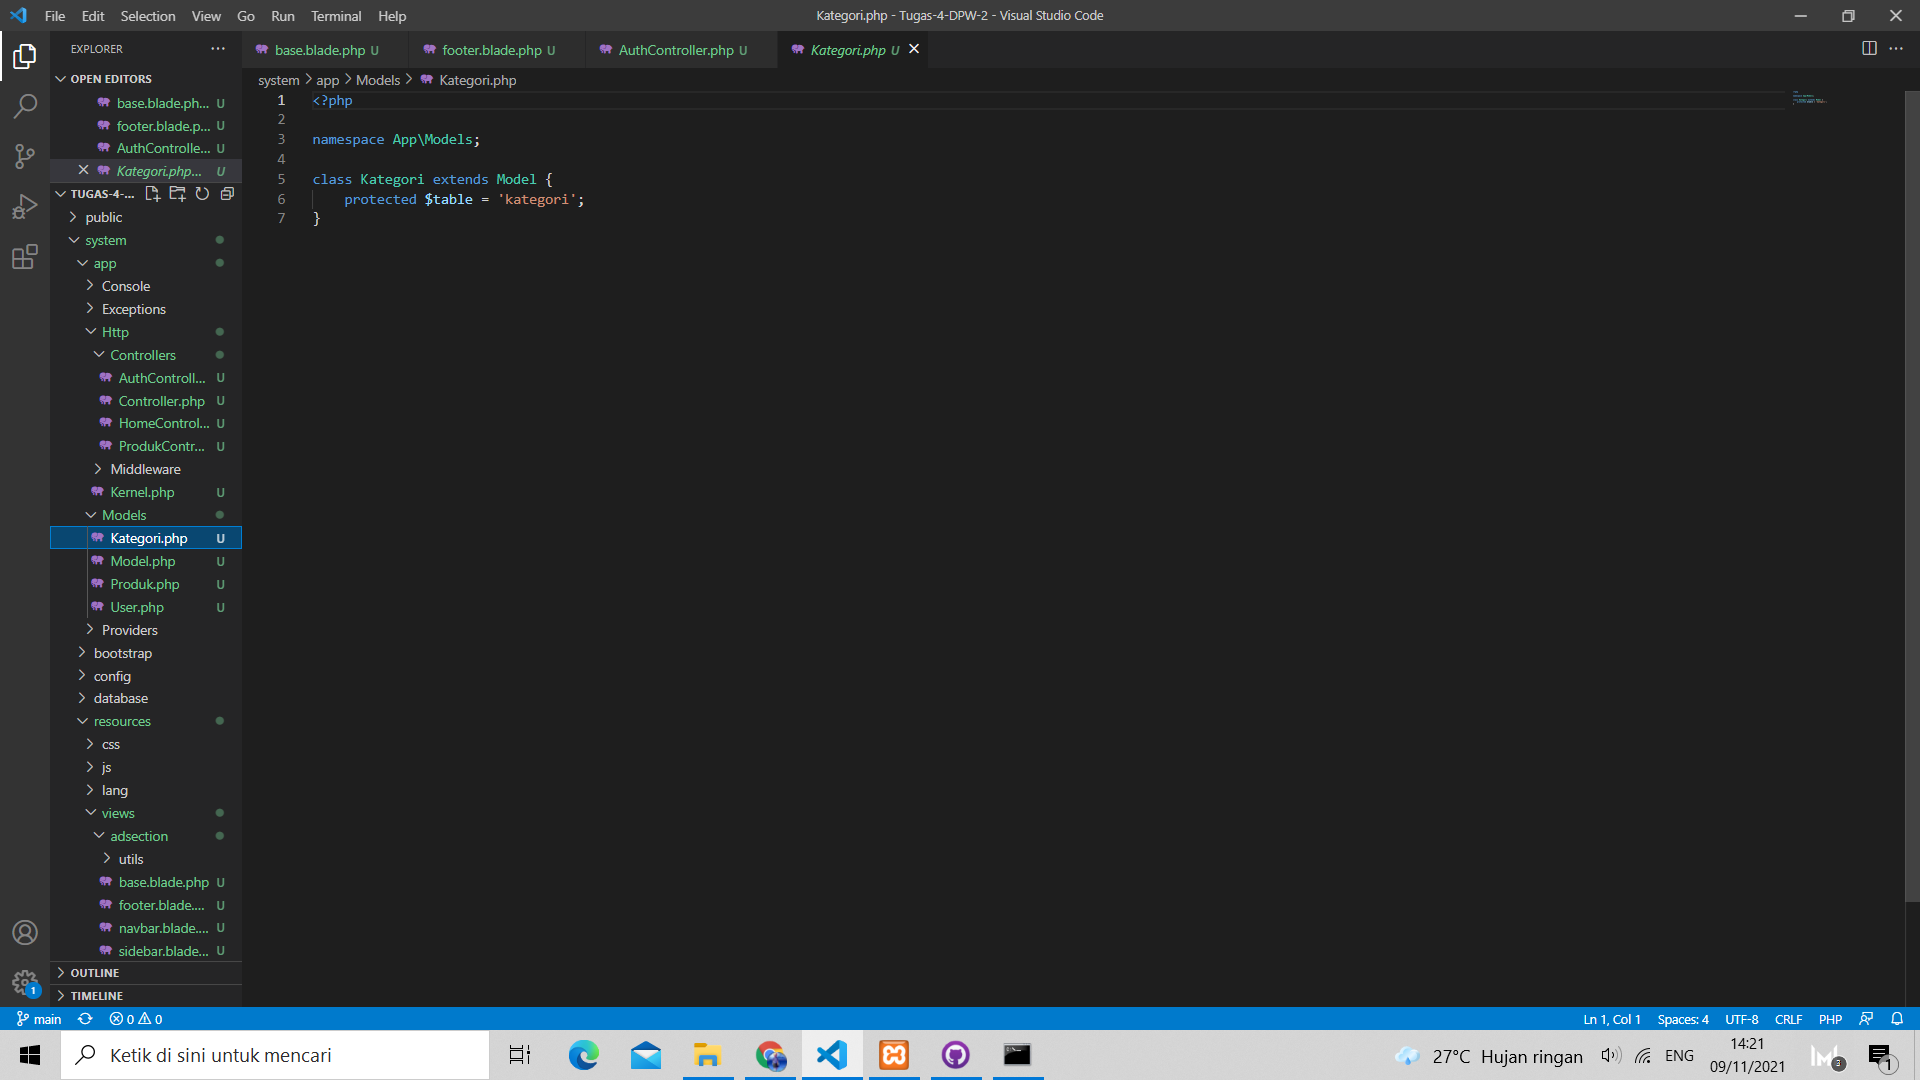 File Edit Selection View Go Run Terminal Help
Kategori.php - Tugas-4-DPW-2 - Visual Studio Code
EXPLORER
OPEN EDITORS
base.blade.ph... U
footer.blade.p... U
AuthControlle... U
Kategori.php... U
TUGAS-4-...
public
system
app
Console
Exceptions
Http
Controllers
AuthControll... U
Controller.php U
HomeControl... U
ProdukContr... U
Middleware
Kernel.php U
Models
Kategori.php U
Model.php U
Produk.php U
User.php U
Providers
bootstrap
config
database
resources
css
js
lang
views
adsection
utils
base.blade.php U
footer.blade.... U
navbar.blade.... U
sidebar.blade... U
OUTLINE
TIMELINE
base.blade.php U footer.blade.php U AuthController.php U Kategori.php U
system > app > Models > Kategori.php
1 <?php
2
3 namespace App\Models;
4
5 class Kategori extends Model {
6 protected $table = 'kategori';
7 }
1
main 0 0
Ln 1, Col 1 Spaces: 4 UTF-8 CRLF PHP
Ketik di sini untuk mencari
27°C Hujan ringan ENG
14:21
09/11/2021
3
1